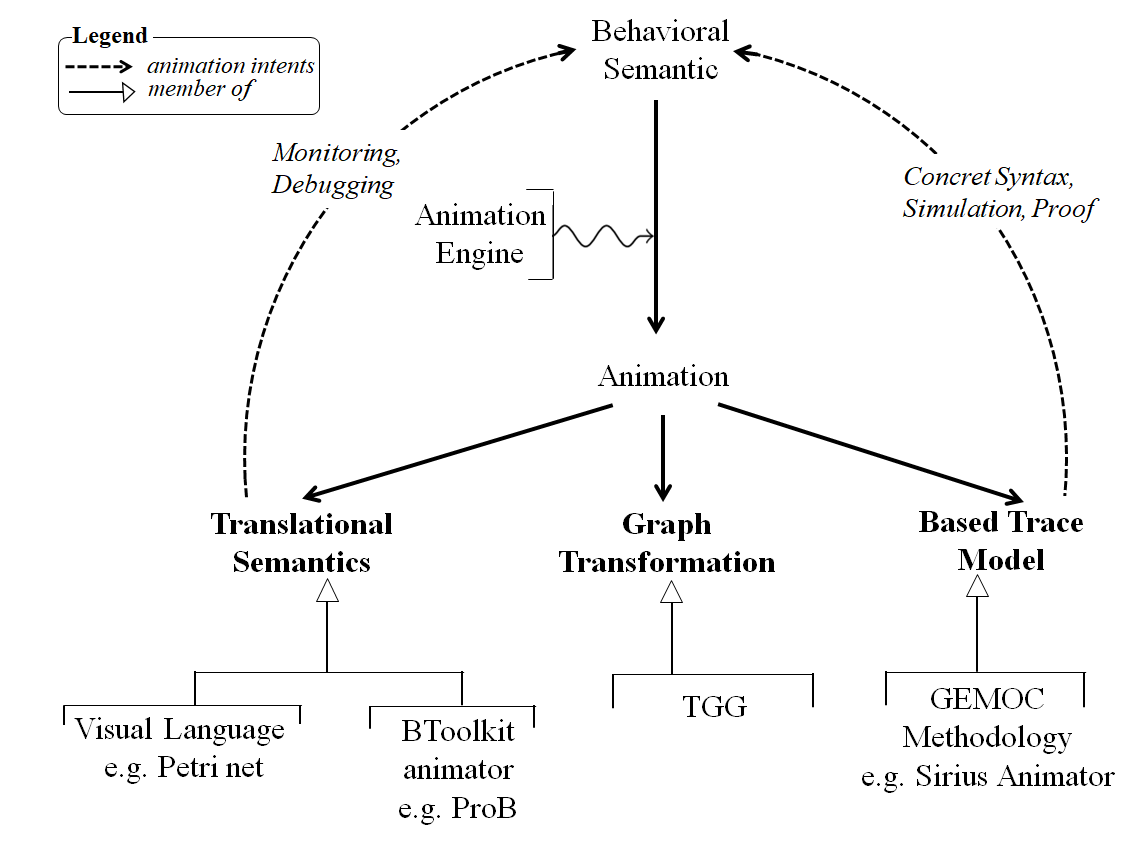 Legend
animation intents
member of
Behavioral
Semantic
Monitoring,
Debugging
Concret Syntax,
Simulation, Proof
Animation
Engine
Animation
Translational
Semantics
Graph
Transformation
Based Trace
Model
Visual Language
e.g. Petri net
BToolkit
animator
e.g. ProB
TGG
GEMOC
Methodology
e.g. Sirius Animator